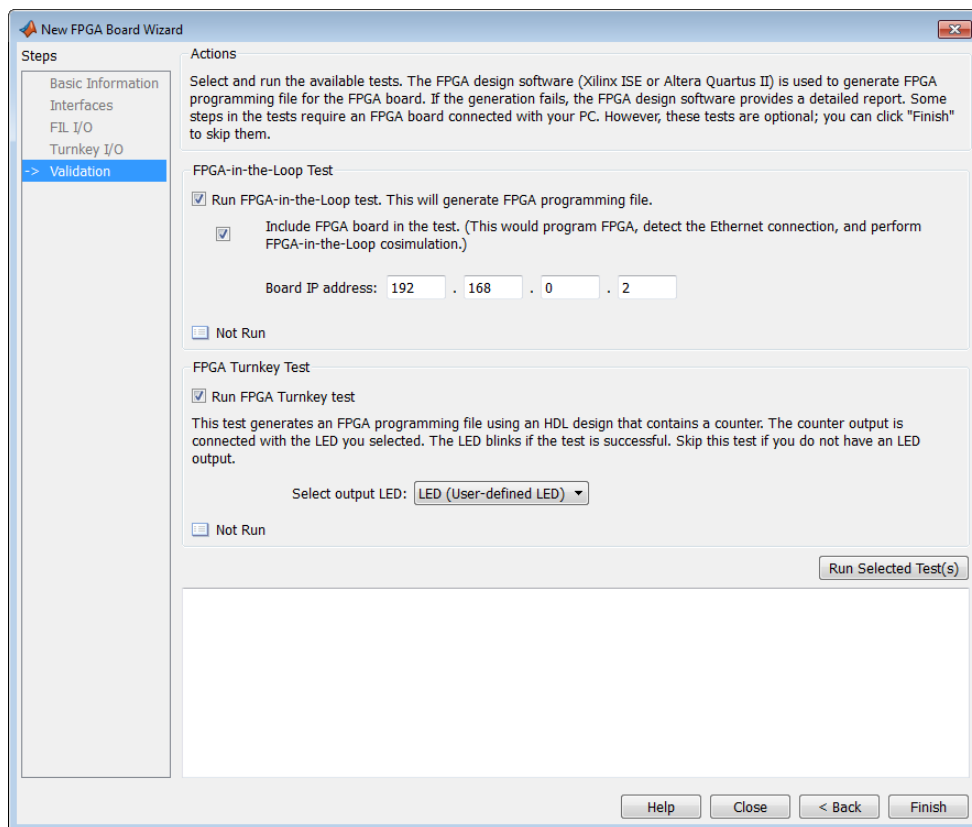 New FPGA Board Wizard
Steps
Basic Information
Interfaces
FIL I/O
Turnkey I/O
-> Validation
Actions
Select and run the available tests. The FPGA design software (Xilinx ISE or Altera Quartus II) is used to generate FPGA
programming file for the FPGA board. If the generation fails, the FPGA design software provides a detailed report. Some
steps in the tests require an FPGA board connected with your PC. However, these tests are optional; you can click "Finish"
to skip them.
FPGA-in-the-Loop Test
Run FPGA-in-the-Loop test. This will generate FPGA programming file.
Include FPGA board in the test. (This would program FPGA, detect the Ethernet connection, and perform
FPGA-in-the-Loop cosimulation.)
Board IP address: 192 . 168 . 0 . 2
Not Run
FPGA Turnkey Test
Run FPGA Turnkey test
This test generates an FPGA programming file using an HDL design that contains a counter. The counter output is
connected with the LED you selected. The LED blinks if the test is successful. Skip this test if you do not have an LED
output.
Select output LED: LED (User-defined LED)
Not Run
Run Selected Test(s)
Help Close < Back Finish